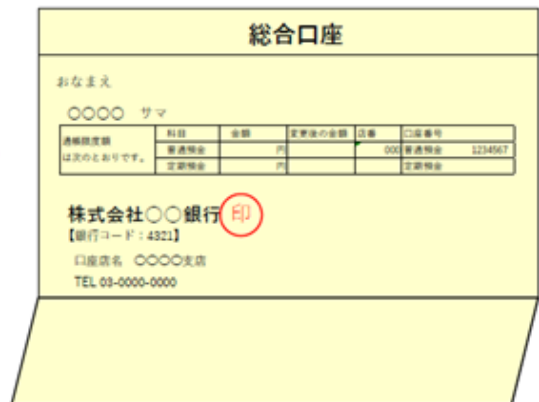 総合口座
おなまえ
○○○○ サマ
通帳限度額は次のとおりです。 科目 金額 変更後の金額 店番 口座番号
普通預金 円 000 普通預金 1234567
定期預金 円 定期預金
株式会社○○銀行 印
【銀行コード：4321】
口座店名 ○○○○支店
TEL 03-0000-0000